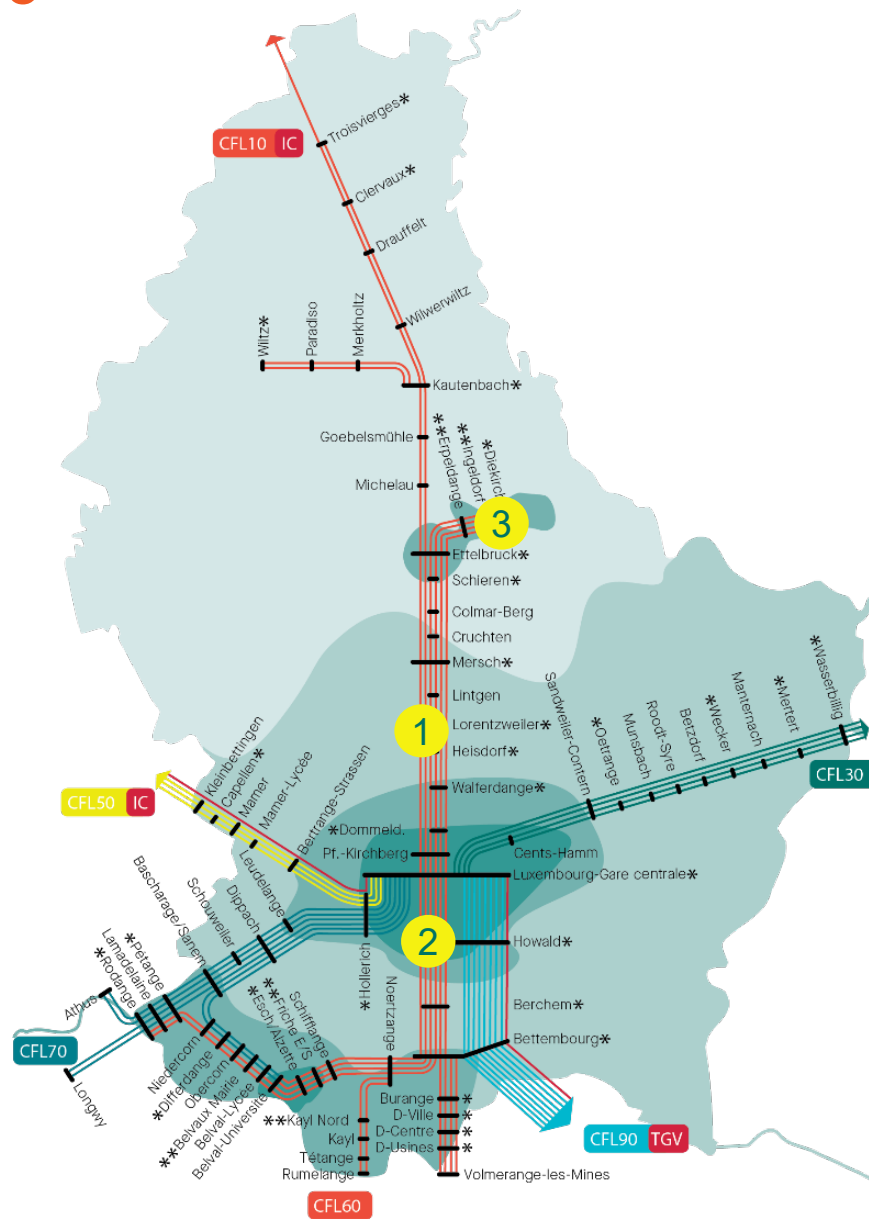 Troisvierges*
CFL10 IC
Clervaux*
Drauffelt
Wilwerwiltz
Wiltz*
Paradiso
Merkholtz
Kautenbach*
Goebelsmühle
**Erpeldange
**Ingeldorf
*Diekirch
Michelau
3
Ettelbruck*
Schieren*
Colmar-Berg
Cruchten
Mersch*
Lintgen
1
Lorentzweiler*
Heisdorf*
Walferdange*
*Dommeld.
Pf.-Kirchberg
Sandweiler-Contern
*Oetrange
Munsbach
Roodt-Syre
Betzdorf
*Wecker
Manternach
*Mertert
*Wasserbillig
CFL30
Cents-Hamm
Luxembourg-Gare centrale*
Kleinbettingen
Capellen*
Mamer
Mamer-Lycée
Bertrange-Strassen
CFL50 IC
Leudelange
Dippach
Schouweiler
Bascharage/Sanem
*Pétange
Lamadelaine
*Rodange
Athus
CFL70
Longwy
2
Howald*
*Hollerich
Noertzange
Berchem*
Bettembourg*
Schifflange
**Friche E/S
*Esch/Alzette
Niedercorn
*Differdange
Obercorn
**Belvaux Mairie
Belval-Lycée
Belval-Université
**Kayl Nord
Kayl
Tétange
Rumelange
CFL60
Burange *
D-Ville *
D-Centre *
D-Usines *
Volmerange-les-Mines
CFL90 TGV